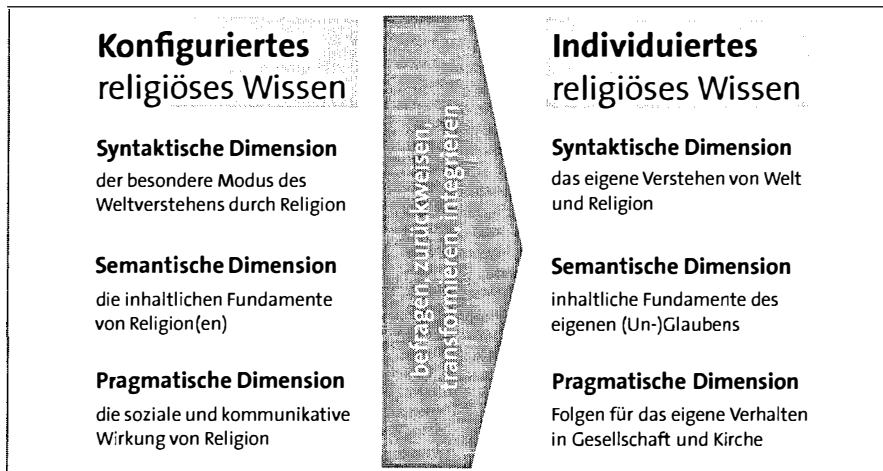 Konfiguriertes
religiöses Wissen
Syntaktische Dimension
der besondere Modus des
Weltverstehens durch Religion
Semantische Dimension
die inhaltlichen Fundamente
von Religion(en)
Pragmatische Dimension
die soziale und kommunikative
Wirkung von Religion
befragen, zurückweisen,
transformieren, integrieren
Individuiertes
religiöses Wissen
Syntaktische Dimension
das eigene Verstehen von Welt
und Religion
Semantische Dimension
inhaltliche Fundamente des
eigenen (Un-)Glaubens
Pragmatische Dimension
Folgen für das eigene Verhalten
in Gesellschaft und Kirche